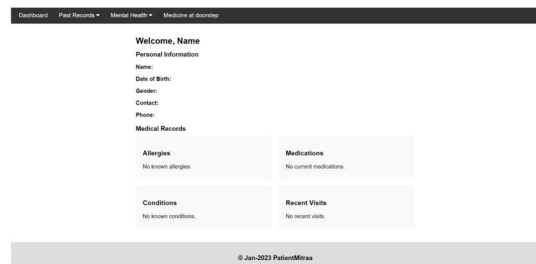 Dashboard Past Records ▾ Mental Health ▾ Medicine at doorstep
Welcome, Name
Personal Information
Name:
Date of Birth:
Gender:
Contact:
Phone:
Medical Records
Allergies
No known allergies.
Medications
No current medications.
Conditions
No known conditions.
Recent Visits
No recent visits.
© Jan-2023 PatientMitraa